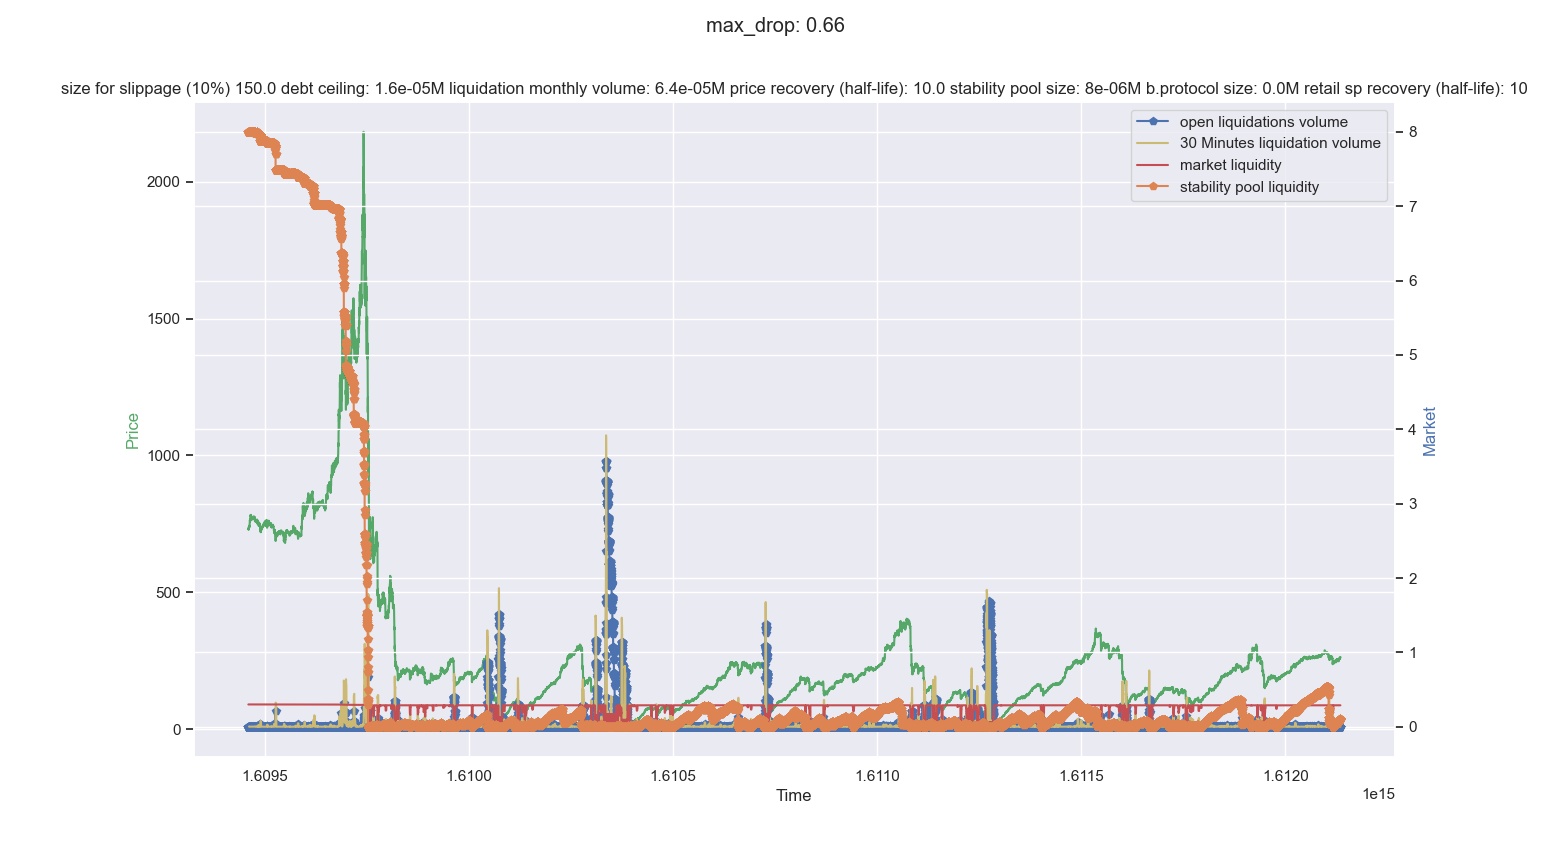 max_drop: 0.66
size for slippage (10%) 150.0 debt ceiling: 1.6e-05M liquidation monthly volume: 6.4e-05M price recovery (half-life): 10.0 stability pool size: 8e-06M b.protocol size: 0.0M retail sp recovery (half-life): 10
open liquidations volume
30 Minutes liquidation volume
market liquidity
stability pool liquidity
2000
1500
1000
500
0
Price
8
7
6
5
4
3
2
1
0
Market
1.6095
1.6100
1.6105
1.6110
1.6115
1.6120
Time
1e15